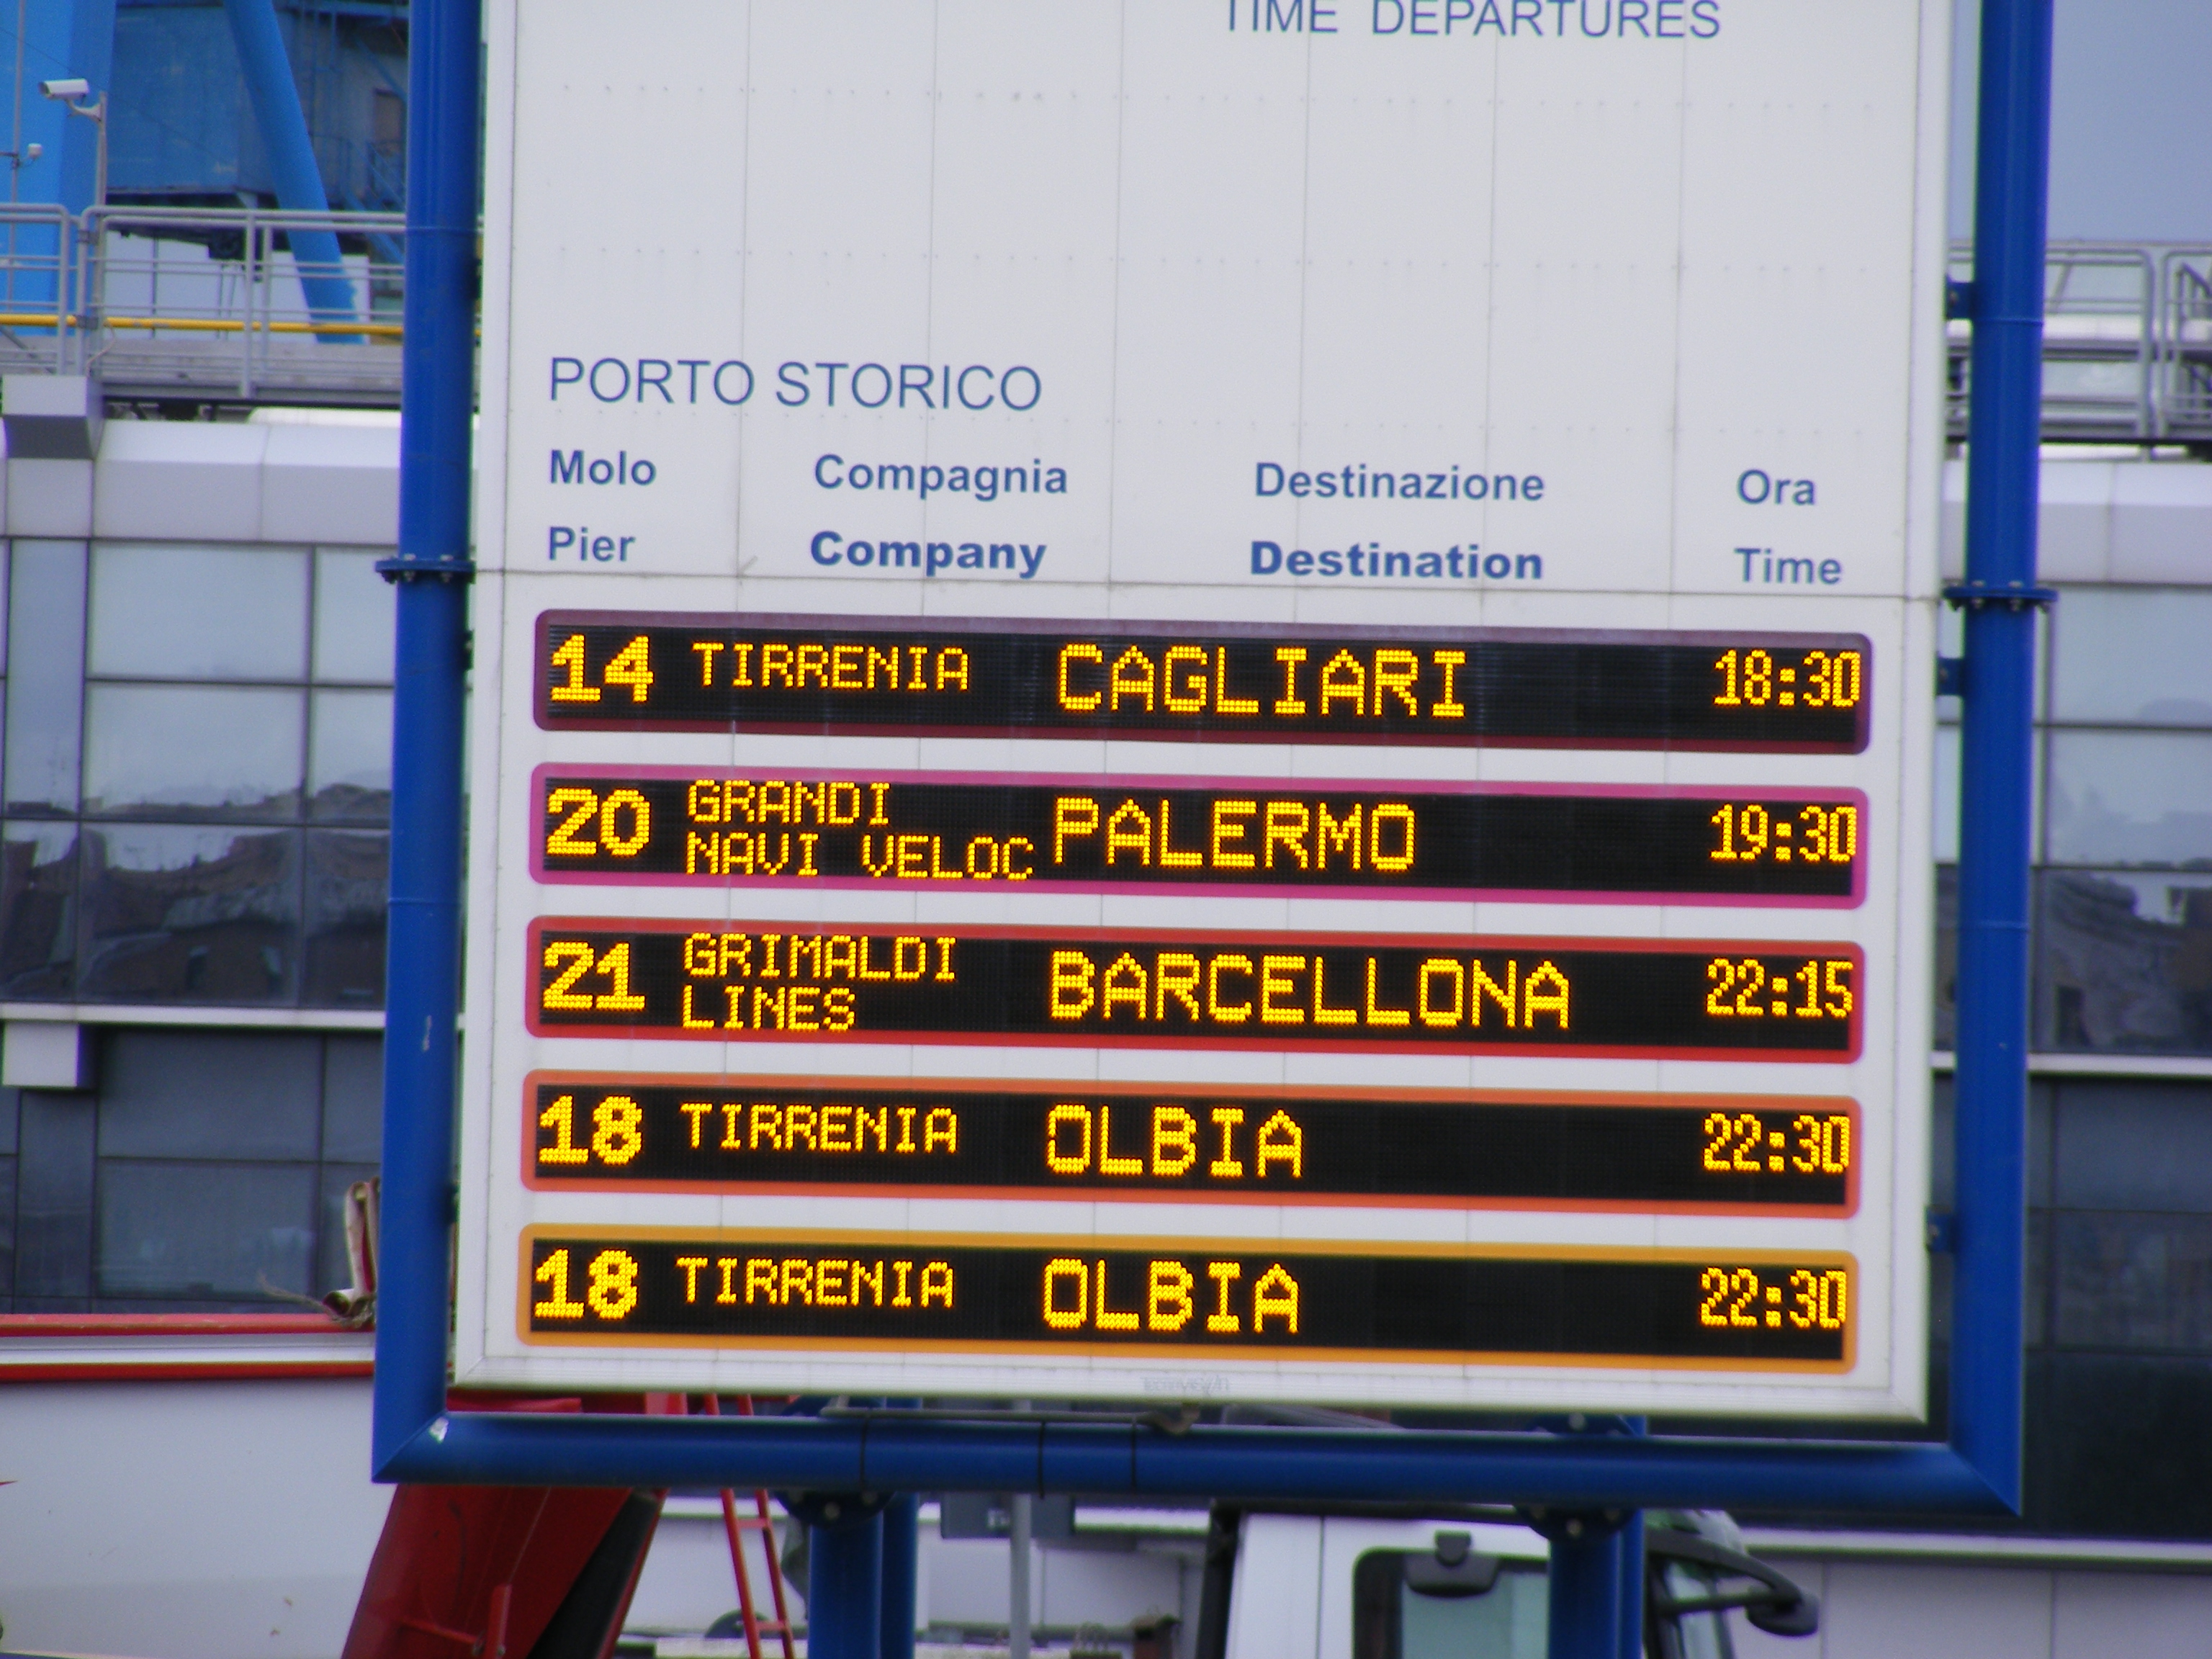 TIME DEPARTURES
PORTO STORICO
Molo Compagnia Destinazione Ora
Pier Company Destination Time
14 TIRRENIA CAGLIARI 18:30
20 GRANDI NAVI VELOC PALERMO 19:30
21 GRIMALDI LINES BARCELLONA 22:15
18 TIRRENIA OLBIA 22:30
18 TIRRENIA OLBIA 22:30